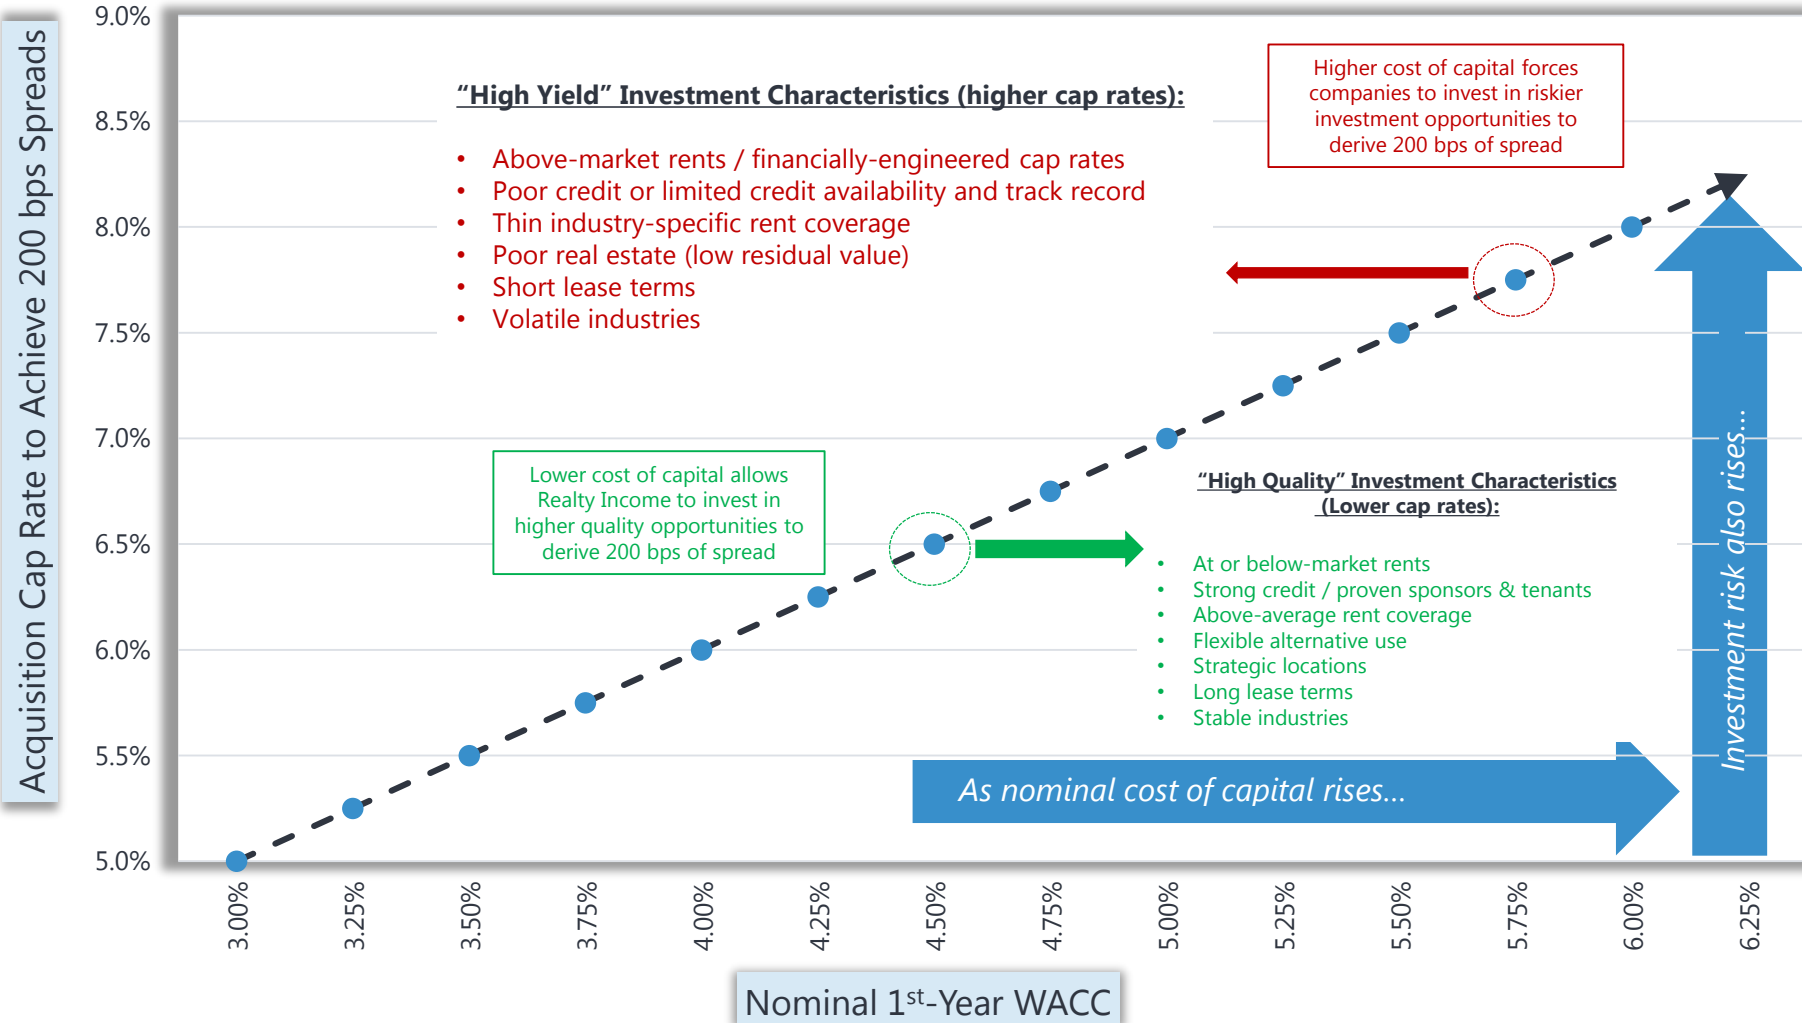 Acquisition Cap Rate to Achieve 200 bps Spreads
9.0%
8.5%
8.0%
7.5%
7.0%
6.5%
6.0%
5.5%
5.0%
“High Yield” Investment Characteristics (higher cap rates):
• Above-market rents / financially-engineered cap rates
• Poor credit or limited credit availability and track record
• Thin industry-specific rent coverage
• Poor real estate (low residual value)
• Short lease terms
• Volatile industries
Higher cost of capital forces
companies to invest in riskier
investment opportunities to
derive 200 bps of spread
Lower cost of capital allows
Realty Income to invest in
higher quality opportunities to
derive 200 bps of spread
“High Quality” Investment Characteristics
(Lower cap rates):
• At or below-market rents
• Strong credit / proven sponsors & tenants
• Above-average rent coverage
• Flexible alternative use
• Strategic locations
• Long lease terms
• Stable industries
As nominal cost of capital rises...
Investment risk also rises...
3.00%
3.25%
3.50%
3.75%
4.00%
4.25%
4.50%
4.75%
5.00%
5.25%
5.50%
5.75%
6.00%
6.25%
Nominal 1st-Year WACC